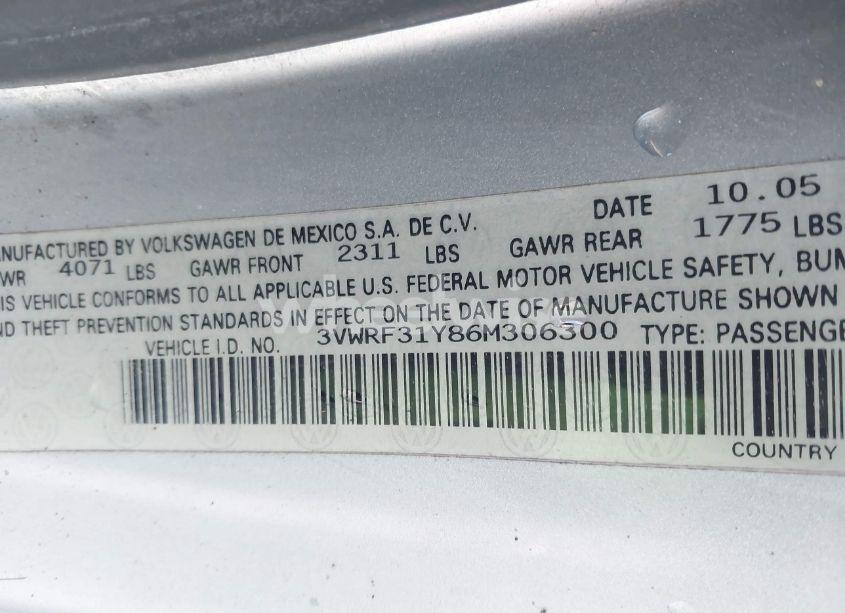 ANUFACTURED BY VOLKSWAGEN DE MEXICO S.A. DE C.V. DATE 10.05
WR 4071 LBS GAWR FRONT 2311 LBS GAWR REAR 1775 LBS
IS VEHICLE CONFORMS TO ALL APPLICABLE U.S. FEDERAL MOTOR VEHICLE SAFETY, BUM
ND THEFT PREVENTION STANDARDS IN EFFECT ON THE DATE OF MANUFACTURE SHOWN
VEHICLE I.D. NO. 3VWRF31Y86M306300 TYPE: PASSENGE
COUNTRY